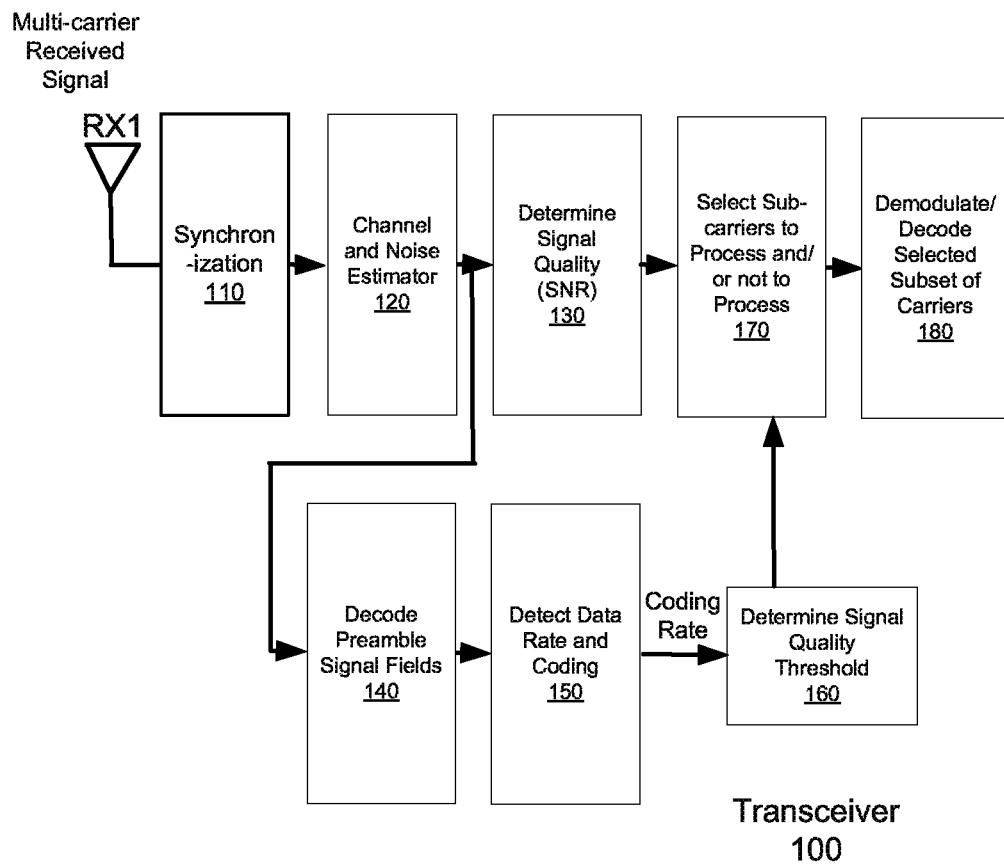 Multi-carrier
Received
Signal
RX1
Synchron
-ization
110
Channel
and Noise
Estimator
120
Determine
Signal
Quality
(SNR)
130
Select Sub-
carriers to
Process and/
or not to
Process
170
Demodulate/
Decode
Selected
Subset of
Carriers
180
Decode
Preamble
Signal Fields
140
Detect Data
Rate and
Coding
150
Coding
Rate
Determine Signal
Quality
Threshold
160
Transceiver
100